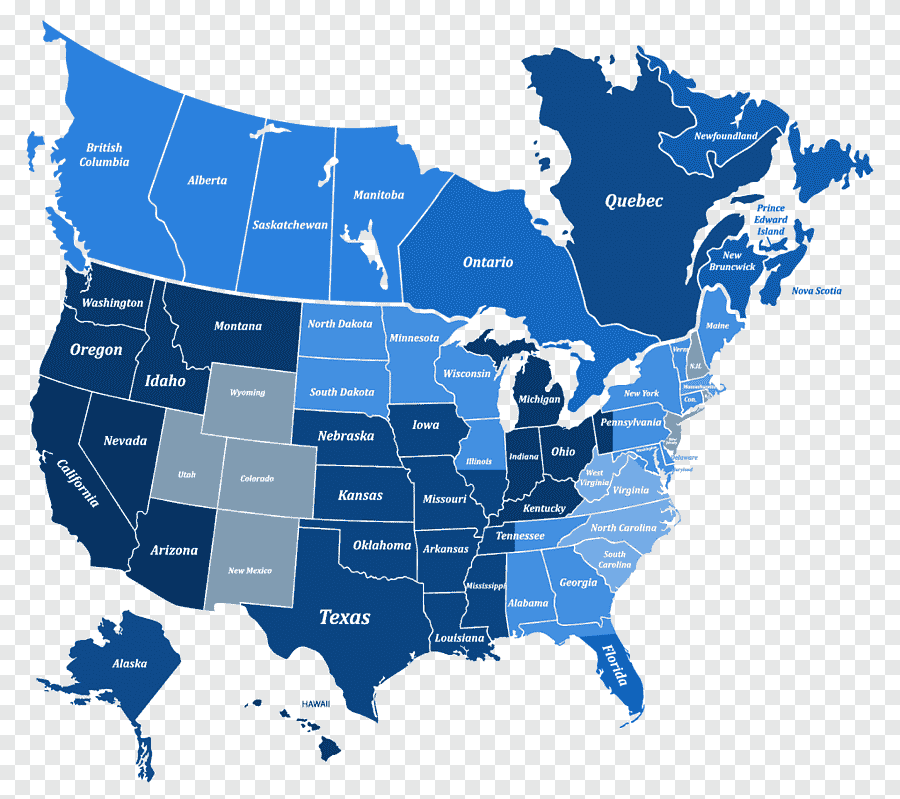 British
Columbia
Alberta
Saskatchewan
Manitoba
Ontario
Quebec
Newfoundland
Prince
Edward
Island
New
Bruncwick
Nova Scotia
Washington
Oregon
Idaho
Montana
North Dakota
Minnesota
South Dakota
Wisconsin
Michigan
Wyoming
Nebraska
Iowa
Nevada
California
Utah
Colorado
Kansas
Missouri
Illinois
Indiana
Ohio
Kentucky
Pennsylvania
New York
Maine
Verm
N.H.
Massachusetts
Con.
Delaware
Maryland
West
Virginia
Virginia
North Carolina
South
Carolina
Tennessee
Arizona
New Mexico
Oklahoma
Arkansas
Texas
Louisiana
Mississippi
Alabama
Georgia
Florida
Alaska
HAWAII